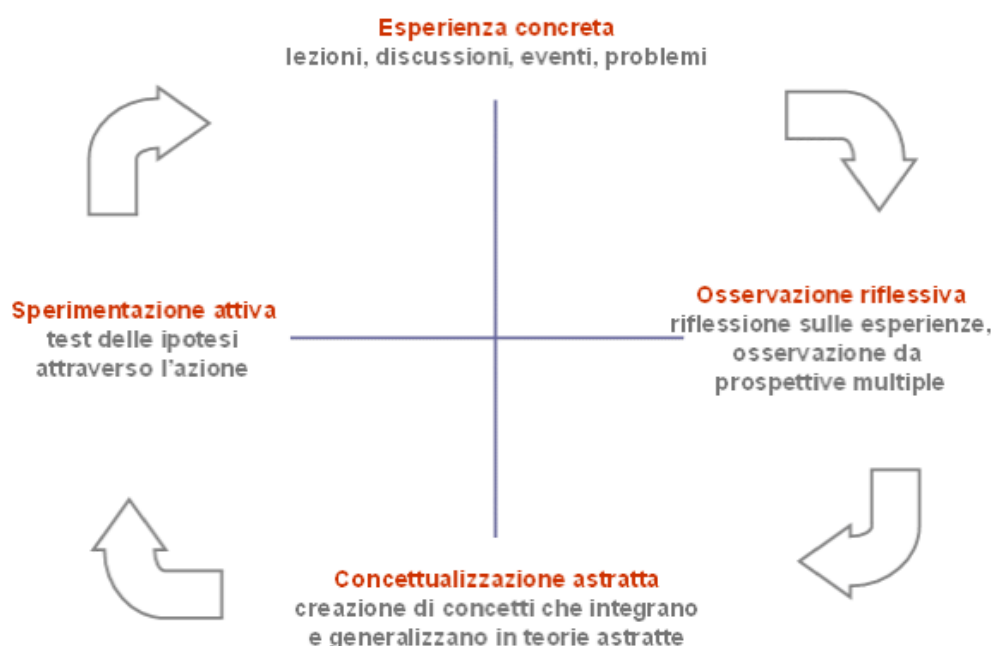 Esperienza concreta
lezioni, discussioni, eventi, problemi
Sperimentazione attiva
test delle ipotesi
attraverso l'azione
Osservazione riflessiva
riflessione sulle esperienze,
osservazione da
prospettive multiple
Concettualizzazione astratta
creazione di concetti che integrano
e generalizzano in teorie astratte